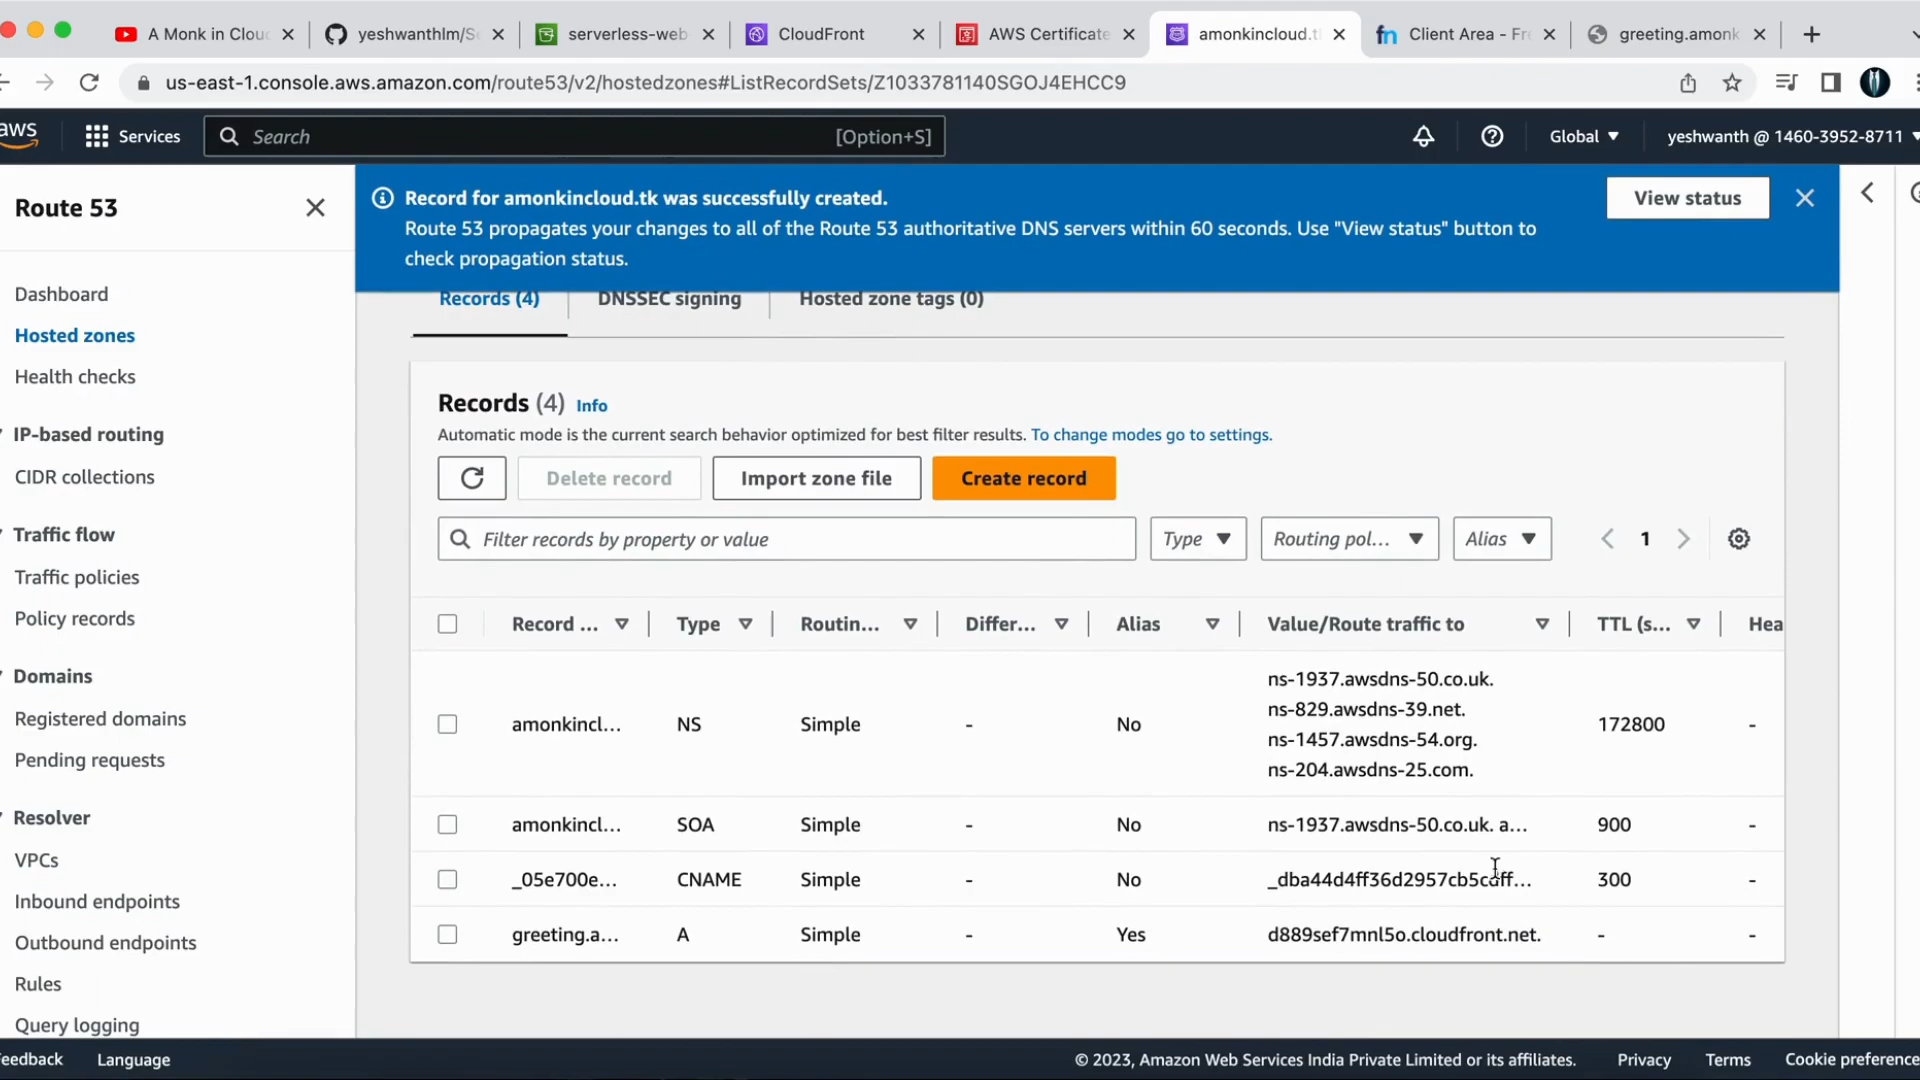 A Monk in Clou
yeshwanthlm/Se
serverless-web-
CloudFront
AWS Certificate
amonkincloud.t
Client Area - Fre
greeting.amonk
us-east-1.console.aws.amazon.com/route53/v2/hostedzones#ListRecordSets/Z1033781140SGOJ4EHCC9
aws
Services
Search
[Option+S]
Global
yeshwanth @ 1460-3952-8711
Route 53
Dashboard
Hosted zones
Health checks
IP-based routing
CIDR collections
Traffic flow
Traffic policies
Policy records
Domains
Registered domains
Pending requests
Resolver
VPCs
Inbound endpoints
Outbound endpoints
Rules
Query logging
Record for amonkincloud.tk was successfully created.
Route 53 propagates your changes to all of the Route 53 authoritative DNS servers within 60 seconds. Use "View status" button to
check propagation status.
View status
Records (4)
DNSSEC signing
Hosted zone tags (0)
Records (4) Info
Automatic mode is the current search behavior optimized for best filter results. To change modes go to settings.
Delete record
Import zone file
Create record
Filter records by property or value
Type
Routing pol...
Alias
1
Record ... Type Routin... Differ... Alias Value/Route traffic to TTL (s... Hea
ns-1937.awsdns-50.co.uk.
ns-829.awsdns-39.net.
amonkincl... NS Simple - No 172800 -
ns-1457.awsdns-54.org.
ns-204.awsdns-25.com.
amonkincl... SOA Simple - No ns-1937.awsdns-50.co.uk. a... 900 -
_05e700e... CNAME Simple - No _dba44d4ff36d2957cb5cdff... 300 -
greeting.a... A Simple - Yes d889sef7mnl5o.cloudfront.net. - -
eedback
Language
© 2023, Amazon Web Services India Private Limited or its affiliates.
Privacy
Terms
Cookie preference